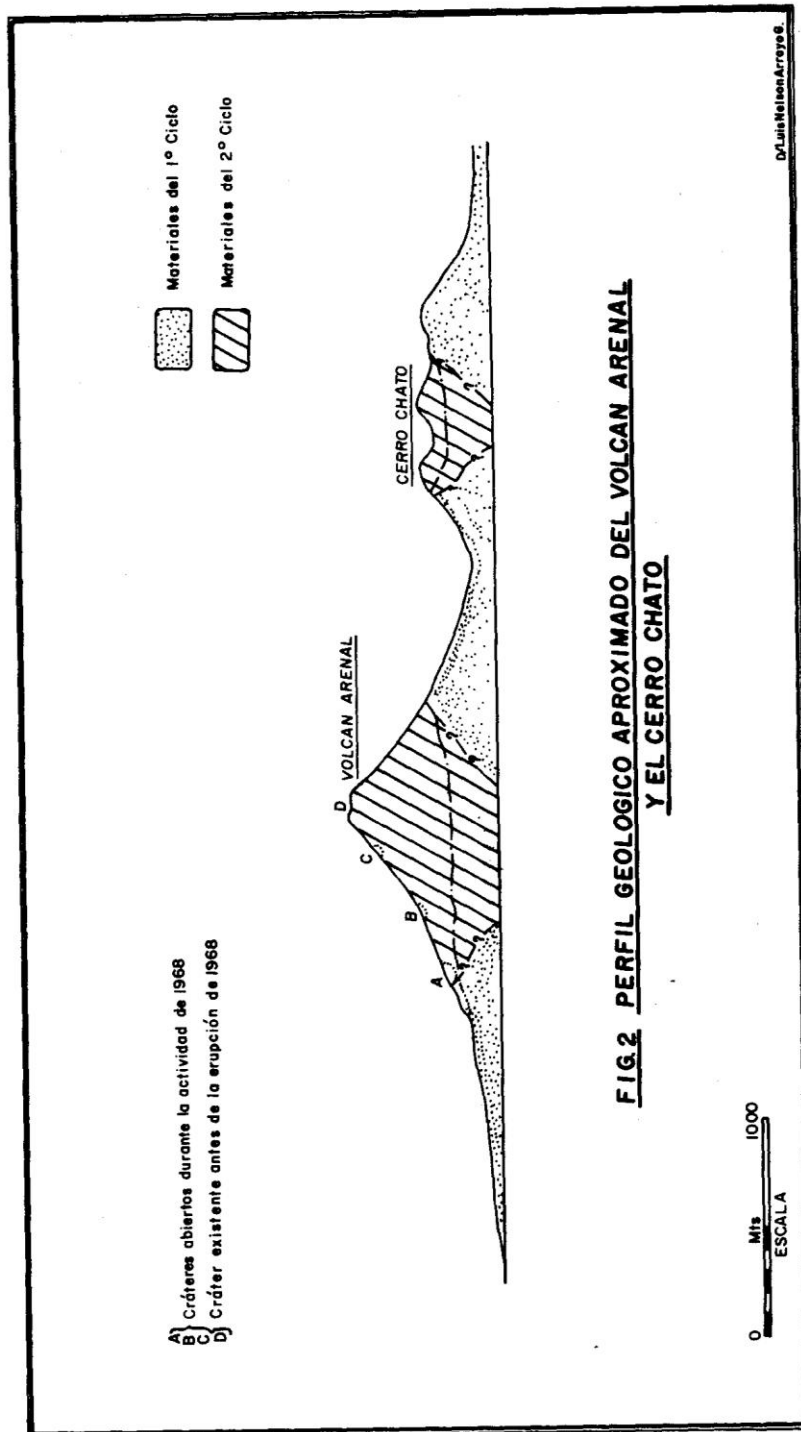 A
B
C
D
Cráteres abiertos durante la actividad de 1968
Cráter existente antes de la erupción de 1968
Materiales del 1º Ciclo
Materiales del 2º Ciclo
VOLCAN ARENAL
CERRO CHATO
A
B
C
D
?
?
?
?
?
?
?
?
FIG.2 PERFIL GEOLOGICO APROXIMADO DEL VOLCAN ARENAL
Y EL CERRO CHATO
0 Mts 1000
ESCALA
D/LuisNelsonArroyoG.